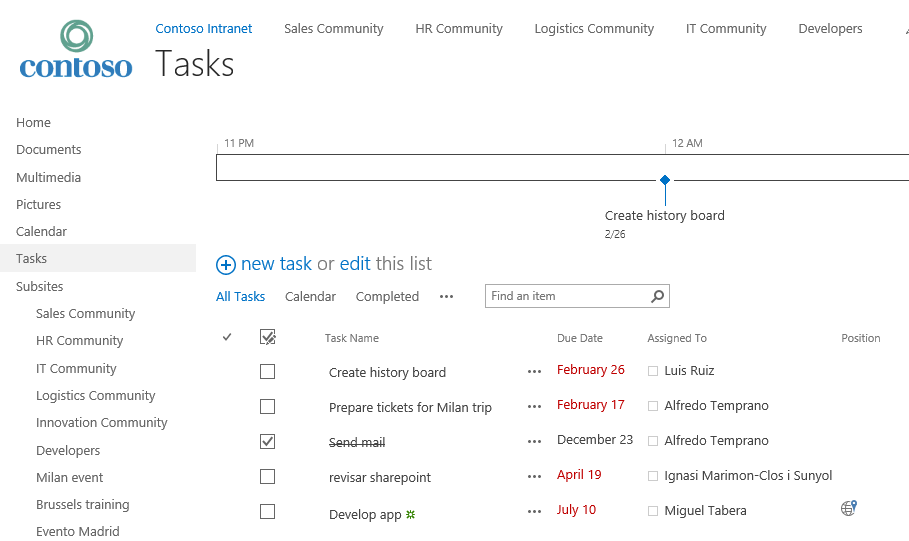 Contoso Intranet Sales Community HR Community Logistics Community IT Community Developers
contoso
Tasks
Home
Documents
Multimedia
Pictures
Calendar
Tasks
Subsites
Sales Community
HR Community
IT Community
Logistics Community
Innovation Community
Developers
Milan event
Brussels training
Evento Madrid
11 PM 12 AM
Create history board
2/26
new task or edit this list
All Tasks Calendar Completed ••• Find an item
Task Name Due Date Assigned To Position
Create history board ••• February 26 Luis Ruiz
Prepare tickets for Milan trip ••• February 17 Alfredo Temprano
Send mail ••• December 23 Alfredo Temprano
revisar sharepoint ••• April 19 Ignasi Marimon-Clos i Sunyol
Develop app ••• July 10 Miguel Tabera